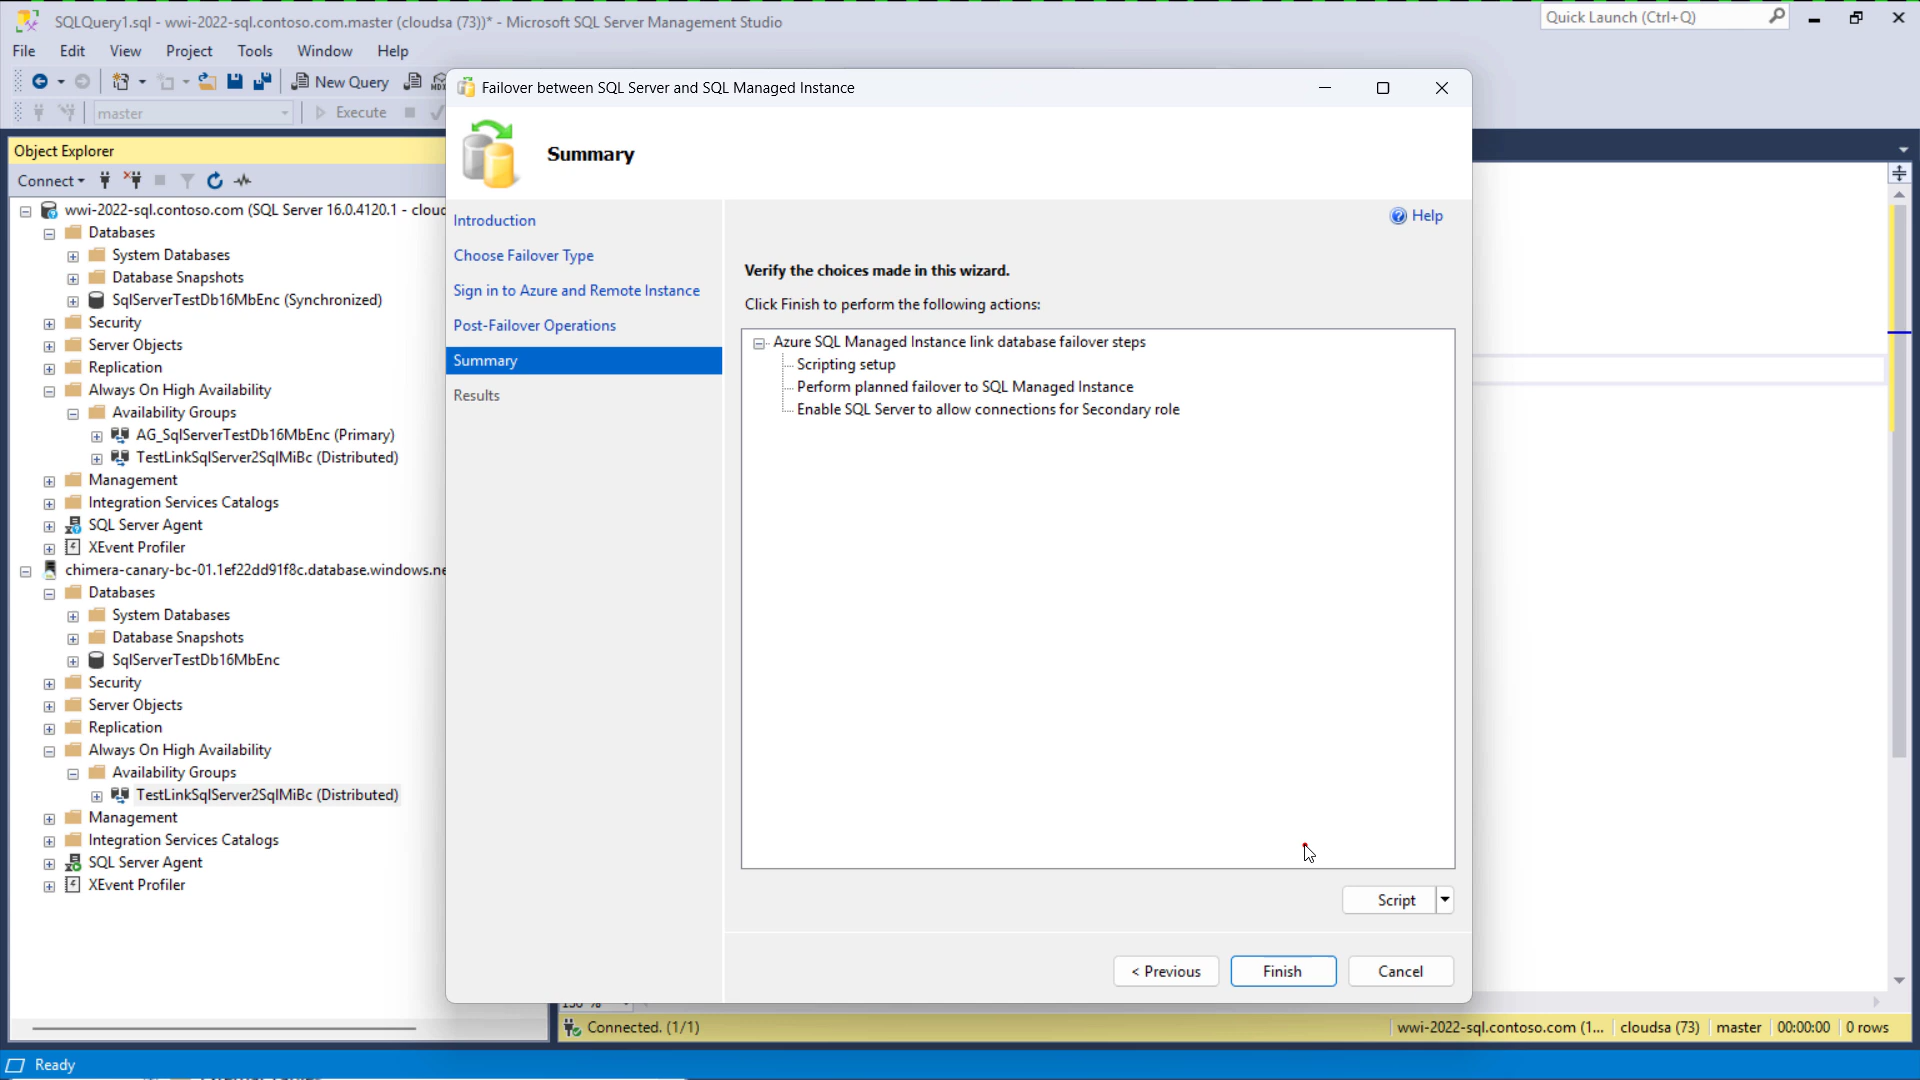 SQLQuery1.sql - wwi-2022-sql.contoso.com.master (cloudsa (73))* - Microsoft SQL Server Management Studio
Quick Launch (Ctrl+Q)
File Edit View Project Tools Window Help
New Query
master
Execute
Object Explorer
Connect
wwi-2022-sql.contoso.com (SQL Server 16.0.4120.1 - clou
Databases
System Databases
Database Snapshots
SqlServerTestDb16MbEnc (Synchronized)
Security
Server Objects
Replication
Always On High Availability
Availability Groups
AG_SqlServerTestDb16MbEnc (Primary)
TestLinkSqlServer2SqlMiBc (Distributed)
Management
Integration Services Catalogs
SQL Server Agent
XEvent Profiler
chimera-canary-bc-01.1ef22dd91f8c.database.windows.ne
Databases
System Databases
Database Snapshots
SqlServerTestDb16MbEnc
Security
Server Objects
Replication
Always On High Availability
Availability Groups
TestLinkSqlServer2SqlMiBc (Distributed)
Management
Integration Services Catalogs
SQL Server Agent
XEvent Profiler
Failover between SQL Server and SQL Managed Instance
Summary
Introduction
Choose Failover Type
Sign in to Azure and Remote Instance
Post-Failover Operations
Summary
Results
Help
Verify the choices made in this wizard.
Click Finish to perform the following actions:
Azure SQL Managed Instance link database failover steps
Scripting setup
Perform planned failover to SQL Managed Instance
Enable SQL Server to allow connections for Secondary role
Script
< Previous
Finish
Cancel
Connected. (1/1)
wwi-2022-sql.contoso.com (1... cloudsa (73) master 00:00:00 0 rows
Ready